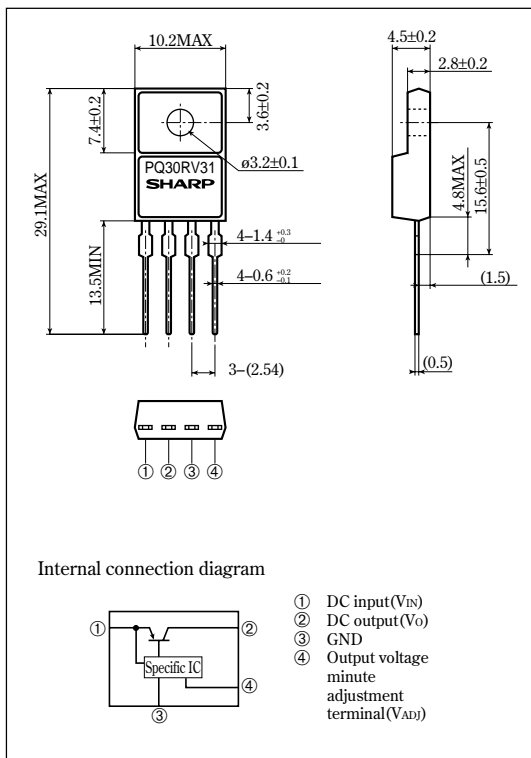 10.2MAX
4.5±0.2
2.8±0.2
7.4±0.2
3.6±0.2
29.1MAX
PQ30RV31
SHARP
ø3.2±0.1
4.8MAX
15.6±0.5
13.5MIN
4–1.4 +0.3 –0
4–0.6 +0.2 –0.1
(1.5)
3–(2.54)
(0.5)
① ② ③ ④
Internal connection diagram
① ②
Specific IC
④
③
① DC input(VIN)
② DC output(VO)
③ GND
④ Output voltage
minute
adjustment
terminal(VADJ)